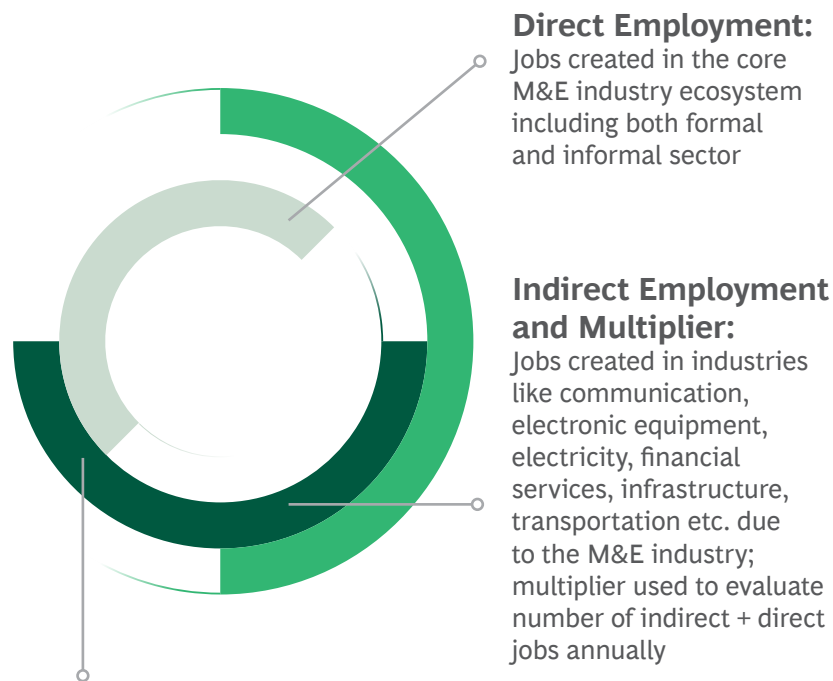 Direct Employment:
Jobs created in the core
M&E industry ecosystem
including both formal
and informal sector
Indirect Employment
and Multiplier:
Jobs created in industries
like communication,
electronic equipment,
electricity, financial
services, infrastructure,
transportation etc. due
to the M&E industry;
multiplier used to evaluate
number of indirect + direct
jobs annually